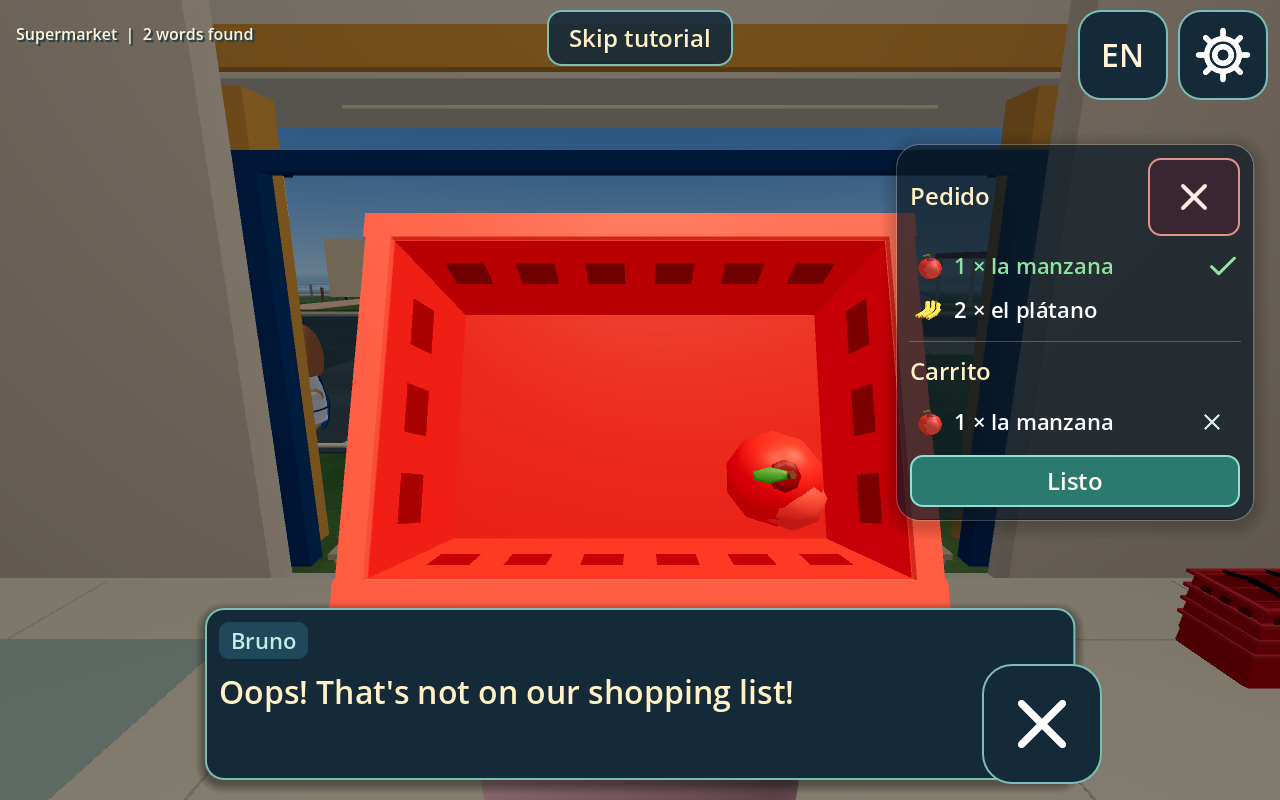 Supermarket | 2 words found
Skip tutorial
EN
Pedido
1 × la manzana
2 × el plátano
Carrito
1 × la manzana
Listo
Bruno
Oops! That's not on our shopping list!